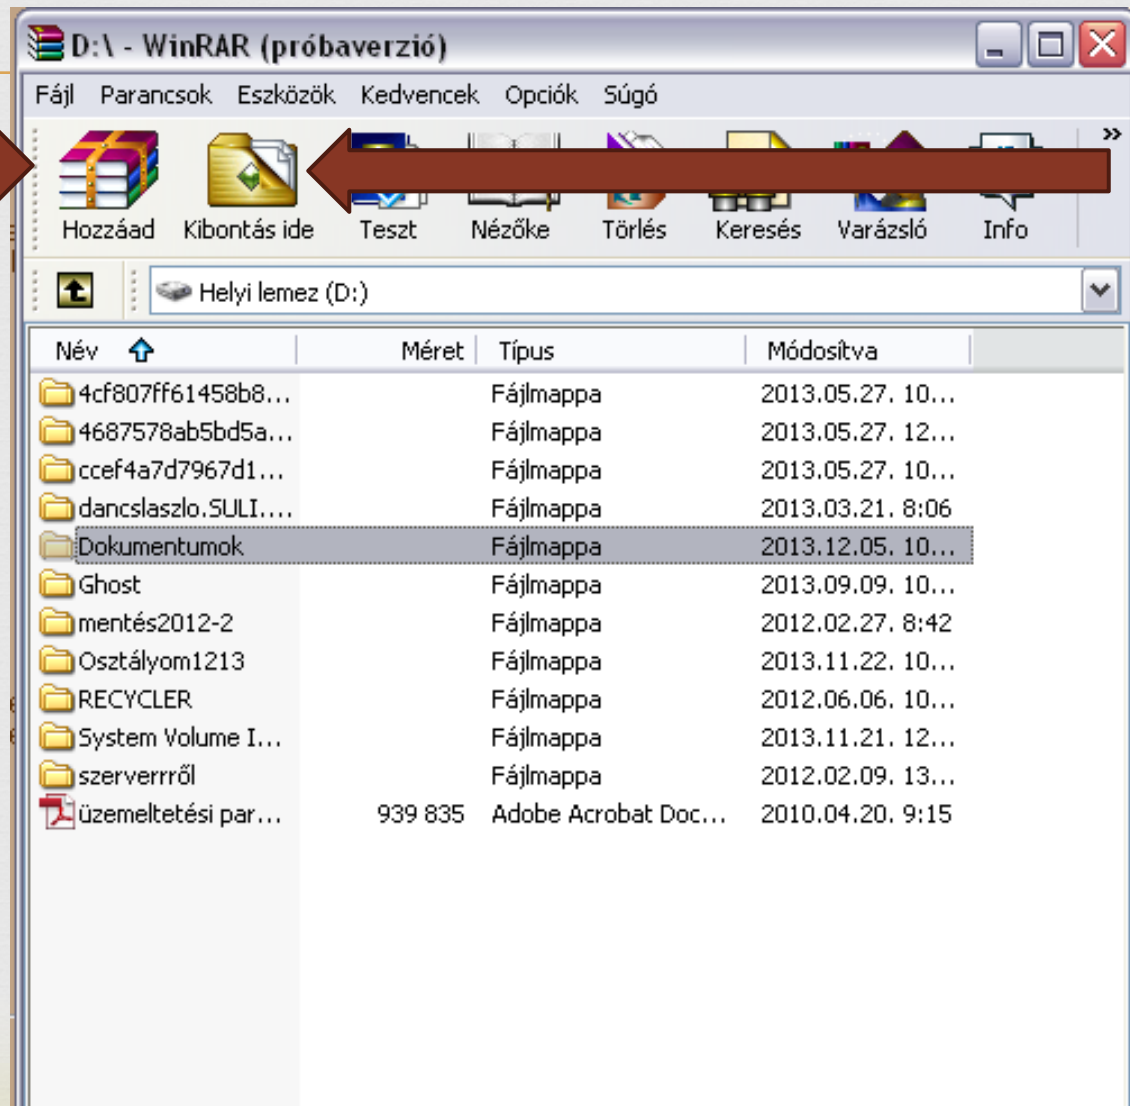 D:\ - WinRAR (próbaverzió)
Fájl Parancsok Eszközök Kedvencek Opciók Súgó
Hozzáad Kibontás ide Teszt Nézőke Törlés Keresés Varázsló Info
Helyi lemez (D:)
Név Méret Típus Módosítva
4cf807ff61458b8... Fájlmappa 2013.05.27. 10...
4687578ab5bd5a... Fájlmappa 2013.05.27. 12...
ccef4a7d7967d1... Fájlmappa 2013.05.27. 10...
dancslaszlo.SULI.... Fájlmappa 2013.03.21. 8:06
Dokumentumok Fájlmappa 2013.12.05. 10...
Ghost Fájlmappa 2013.09.09. 10...
mentés2012-2 Fájlmappa 2012.02.27. 8:42
Osztályom1213 Fájlmappa 2013.11.22. 10...
RECYCLER Fájlmappa 2012.06.06. 10...
System Volume I... Fájlmappa 2013.11.21. 12...
szerverrről Fájlmappa 2012.02.09. 13...
üzemeltetési par... 939 835 Adobe Acrobat Doc... 2010.04.20. 9:15